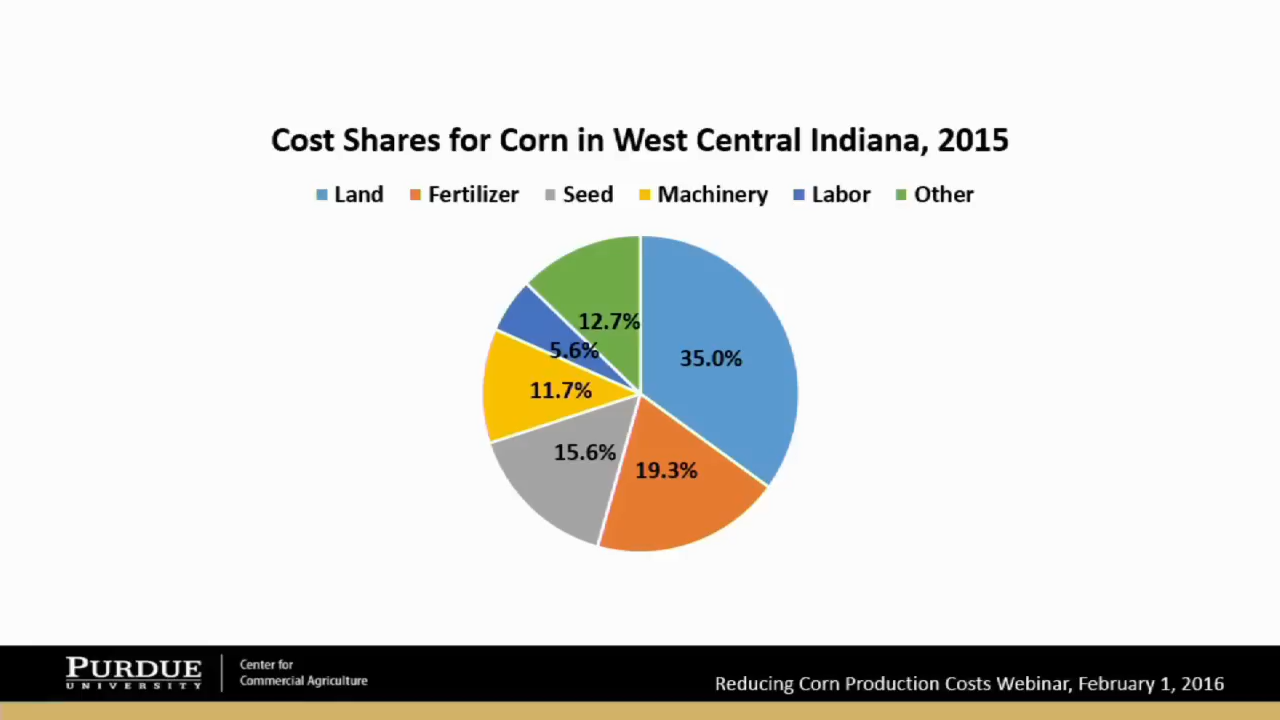 Cost Shares for Corn in West Central Indiana, 2015
Land Fertilizer Seed Machinery Labor Other
12.7%
5.6%
35.0%
11.7%
15.6%
19.3%
PURDUE
UNIVERSITY
Center for
Commercial Agriculture
Reducing Corn Production Costs Webinar, February 1, 2016